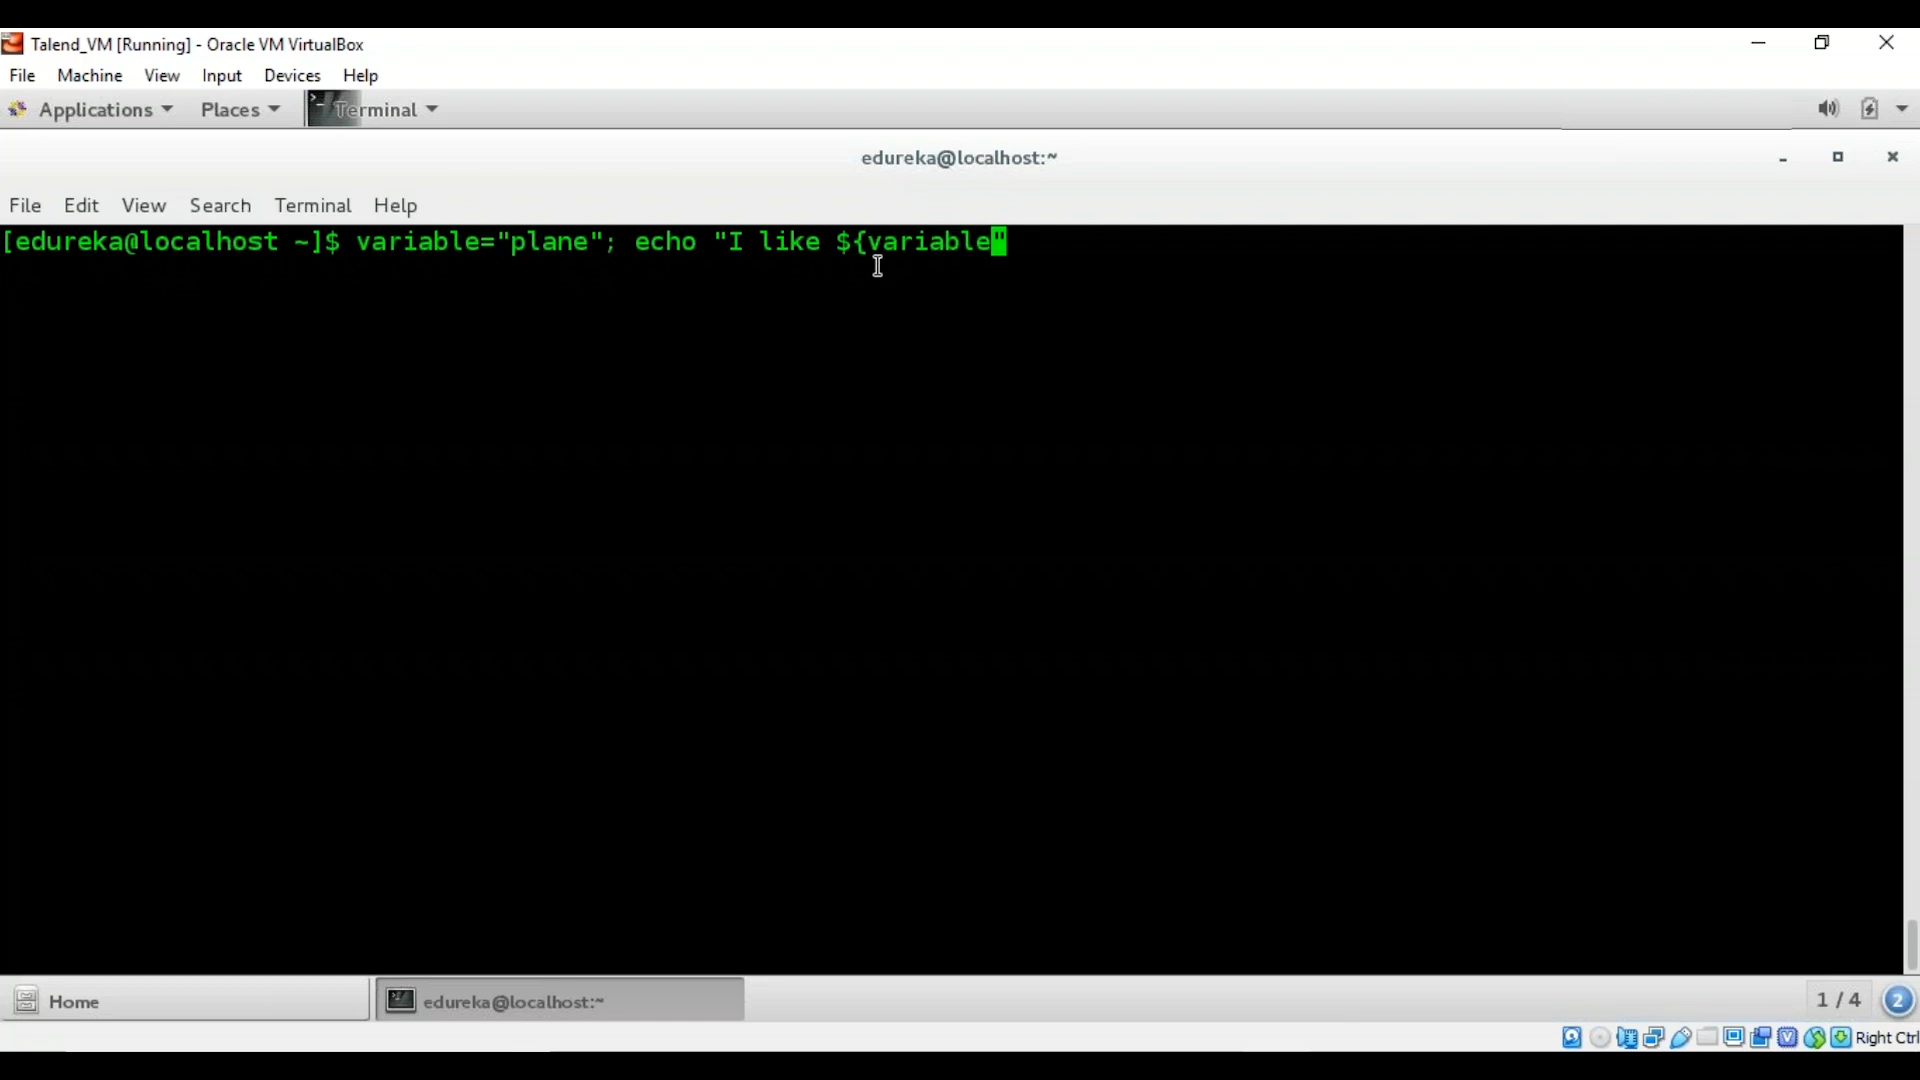 Talend_VM [Running] - Oracle VM VirtualBox
File Machine View Input Devices Help
Applications Places Terminal
edureka@localhost:~
File Edit View Search Terminal Help
[edureka@localhost ~]$ variable="plane"; echo "I like ${variable"
Home edureka@localhost:~ 1 / 4 2
Right Ctrl